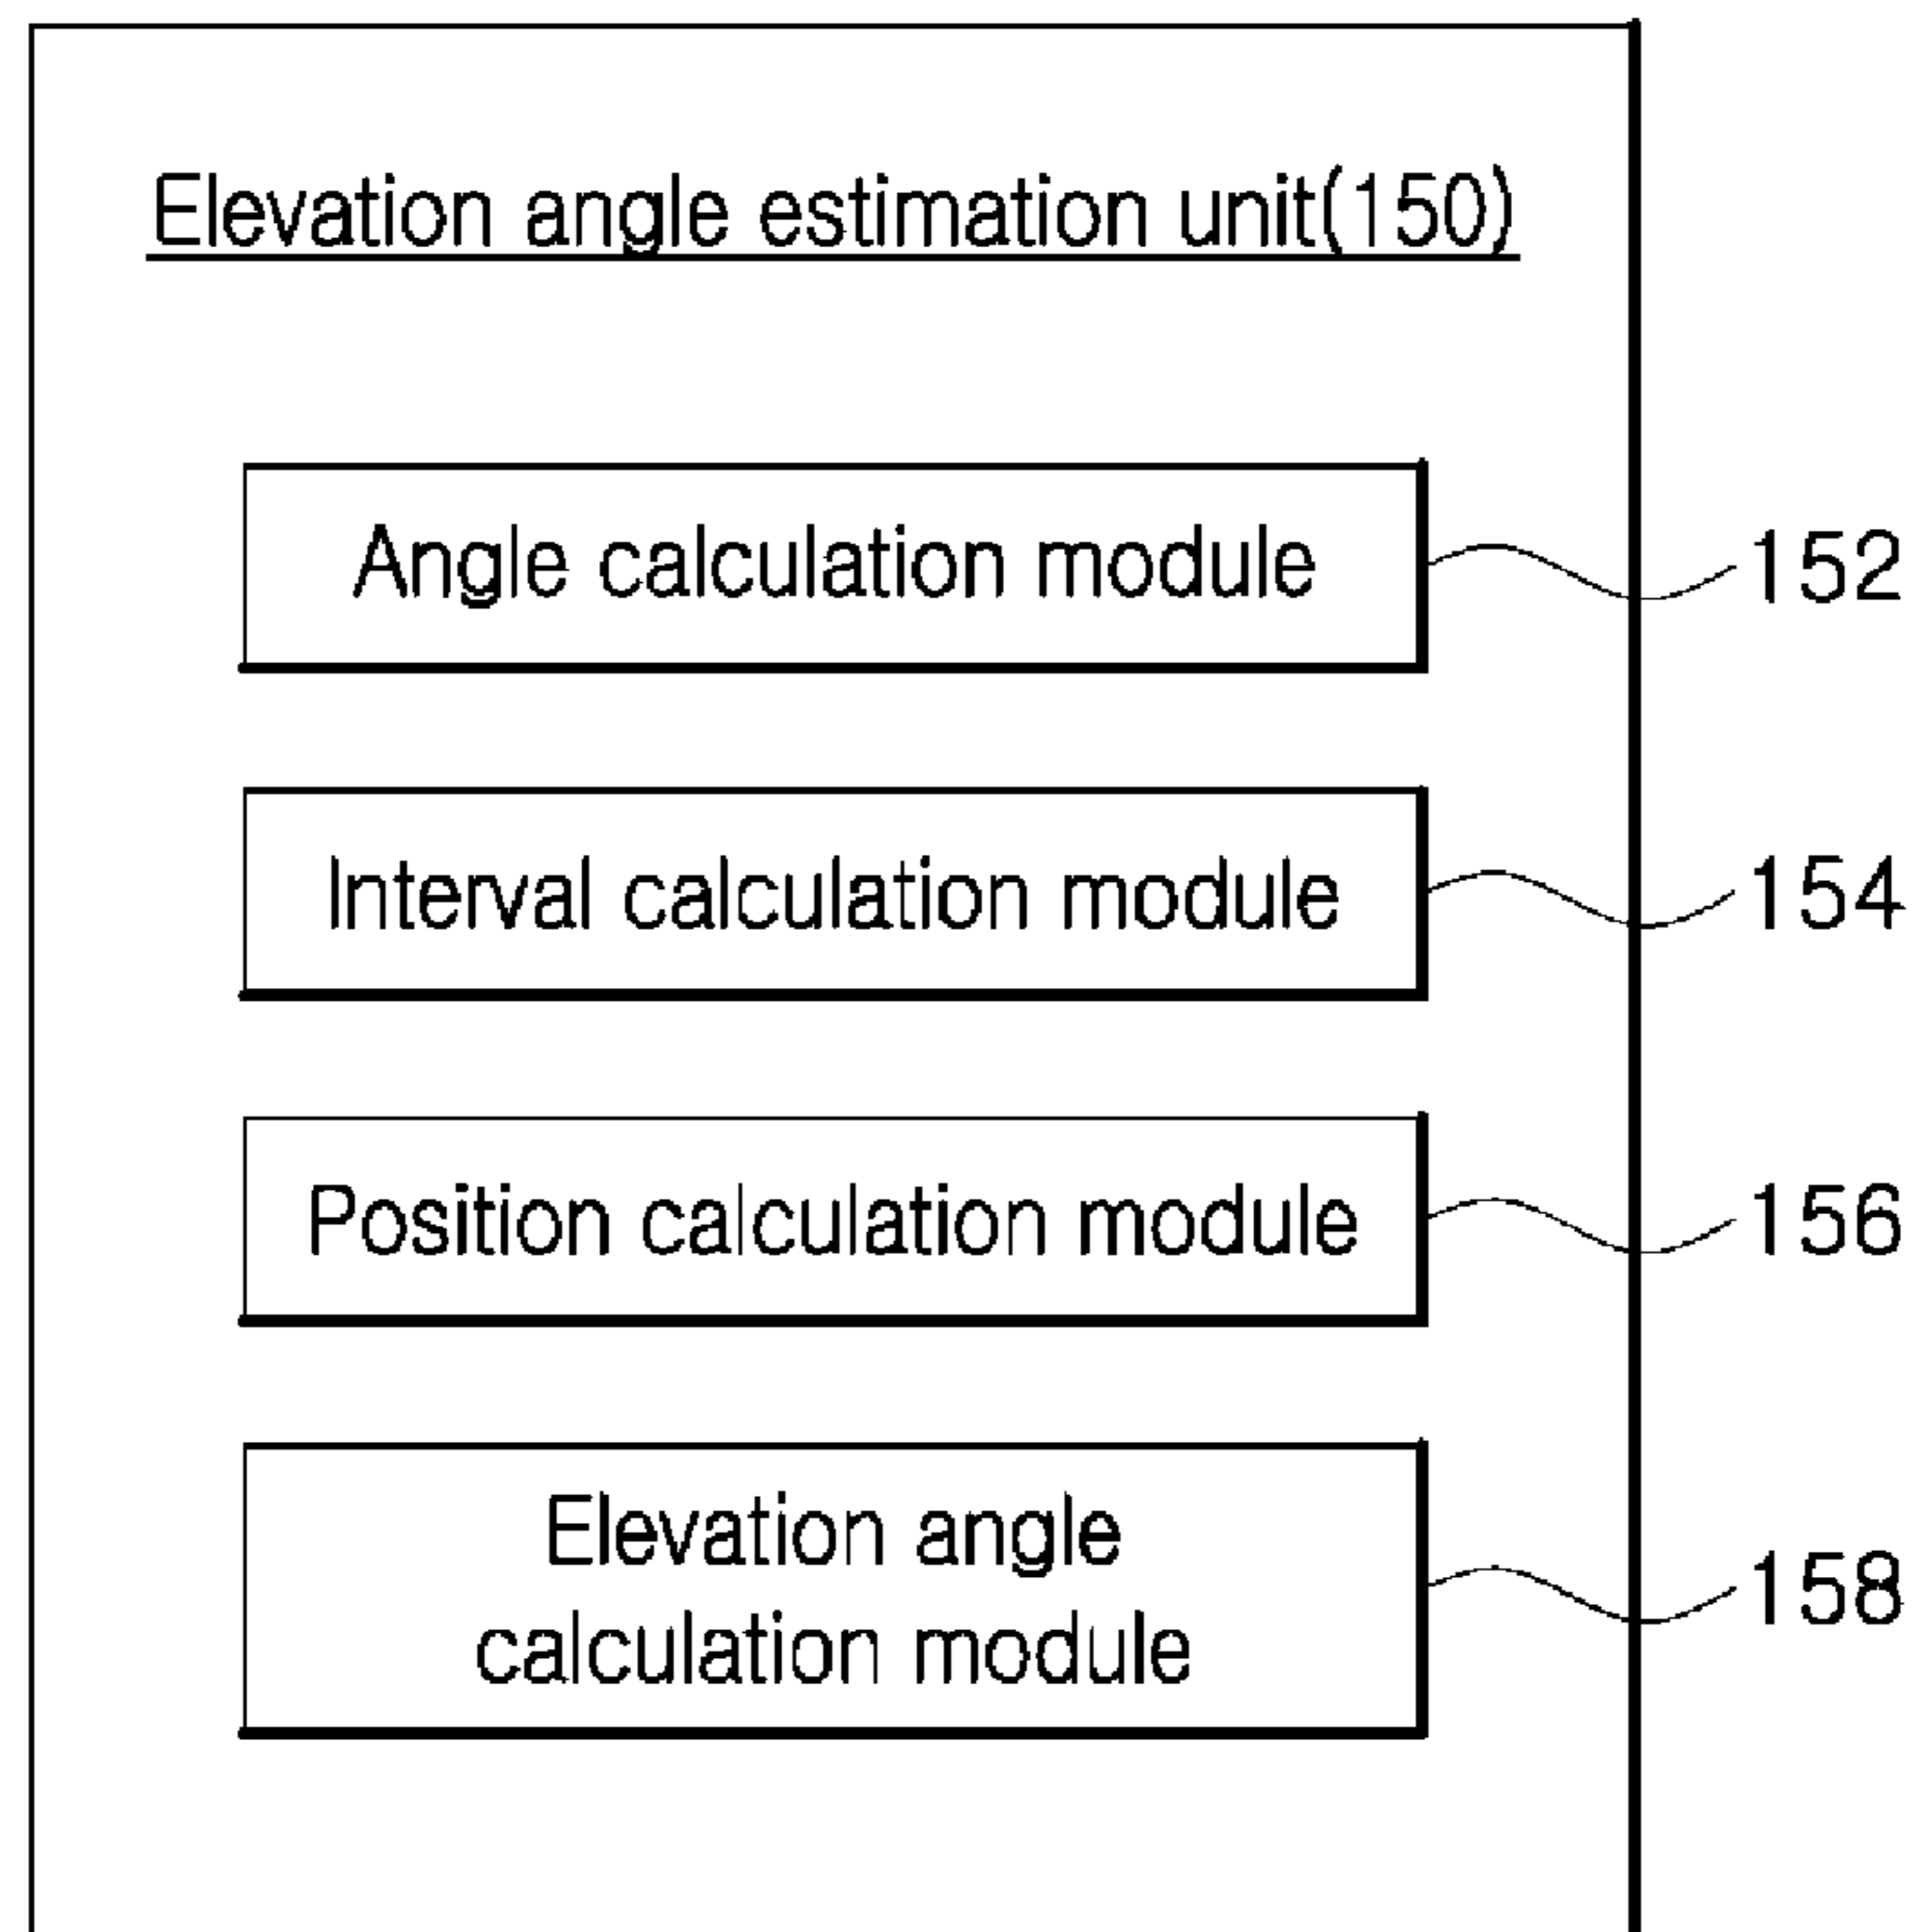 Elevation angle estimation unit(150)
Angle calculation module
152
Interval calculation module
154
Position calculation module
156
Elevation angle
calculation module
158